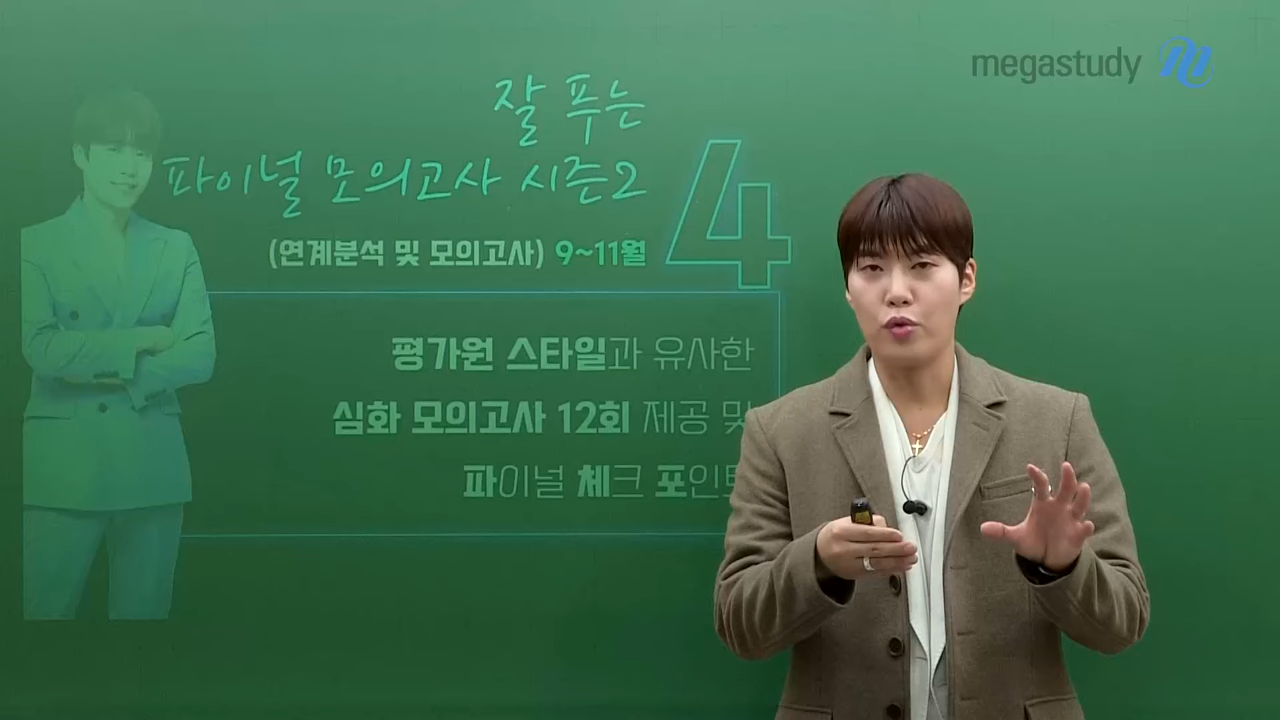 megastudy
잘 푸는
파이널 모의고사 시즌2
4
(연계분석 및 모의고사) 9~11월
평가원 스타일과 유사한
심화 모의고사 12회 제공 및
파이널 체크 포인트